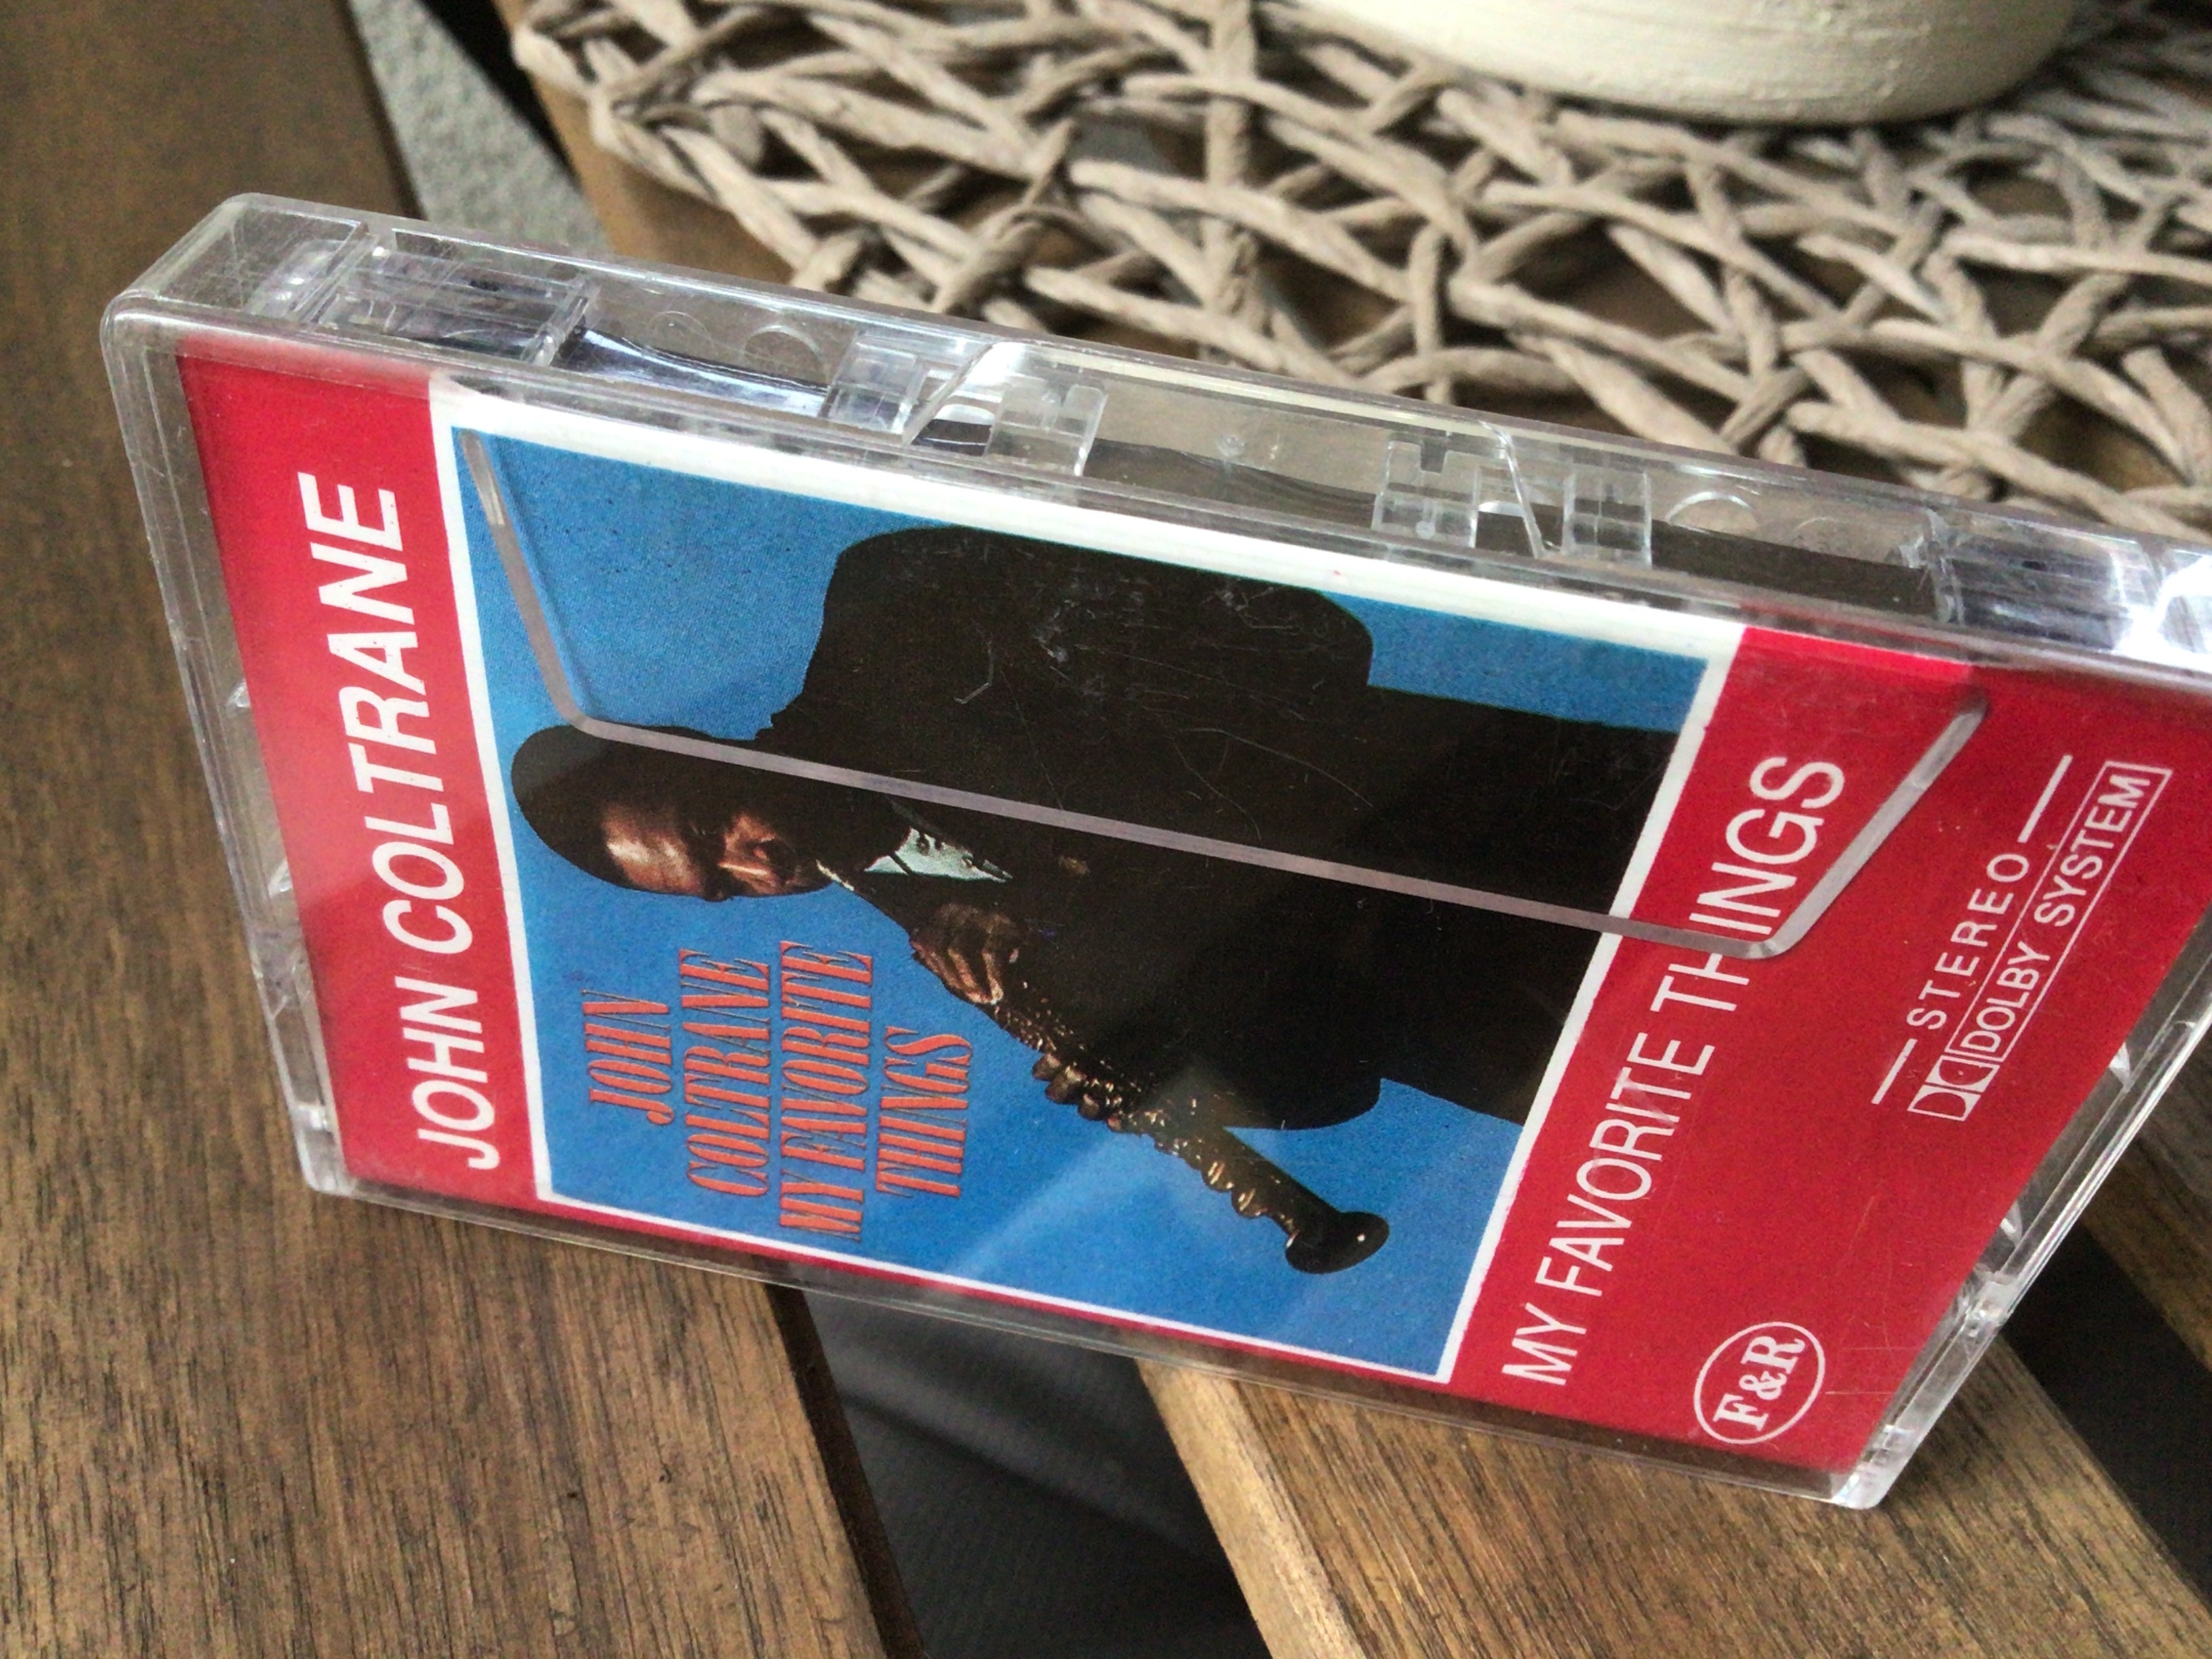 JOHN COLTRANE
JOHN
COLTRANE
MY FAVORITE
THINGS
MY FAVORITE THINGS
STEREO
DOLBY SYSTEM
F&R